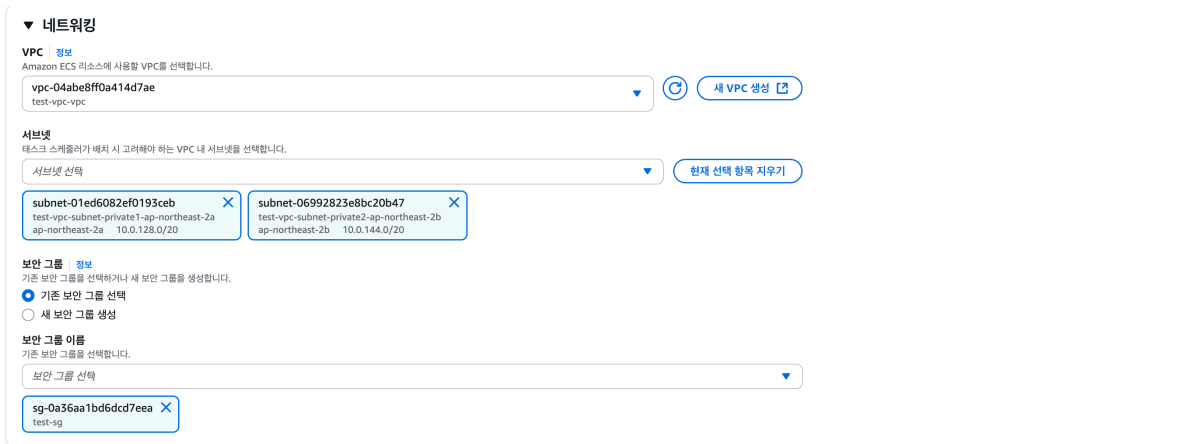 ▼ 네트워킹
VPC | 정보
Amazon ECS 리소스에 사용할 VPC를 선택합니다.
vpc-04abe8ff0a414d7ae
test-vpc-vpc
새 VPC 생성
서브넷
태스크 스케줄러가 배치 시 고려해야 하는 VPC 내 서브넷을 선택합니다.
서브넷 선택
현재 선택 항목 지우기
subnet-01ed6082ef0193ceb
test-vpc-subnet-private1-ap-northeast-2a
ap-northeast-2a 10.0.128.0/20
subnet-06992823e8bc20b47
test-vpc-subnet-private2-ap-northeast-2b
ap-northeast-2b 10.0.144.0/20
보안 그룹 | 정보
기존 보안 그룹을 선택하거나 새 보안 그룹을 생성합니다.
기존 보안 그룹 선택
새 보안 그룹 생성
보안 그룹 이름
기존 보안 그룹을 선택합니다.
보안 그룹 선택
sg-0a36aa1bd6dcd7eea
test-sg